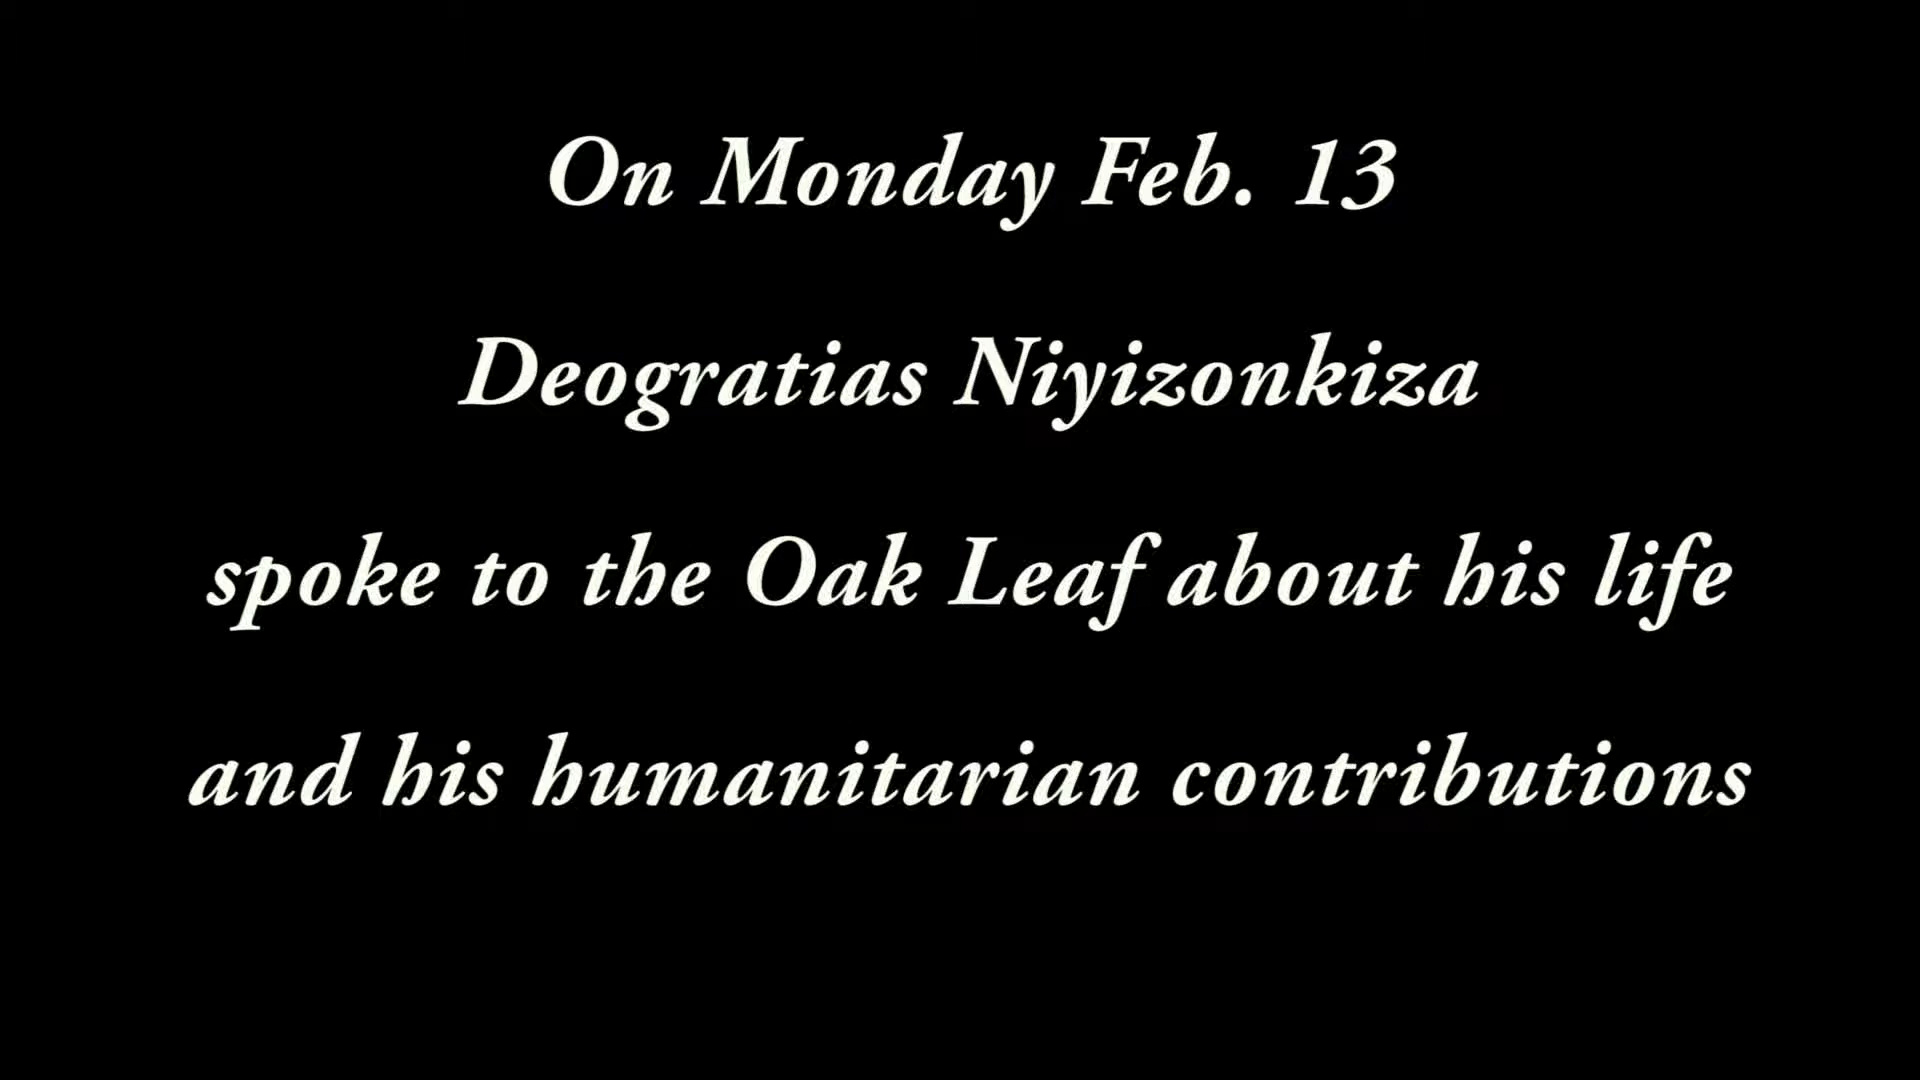 On Monday Feb. 13
Deogratias Niyizonkiza
spoke to the Oak Leaf about his life
and his humanitarian contributions